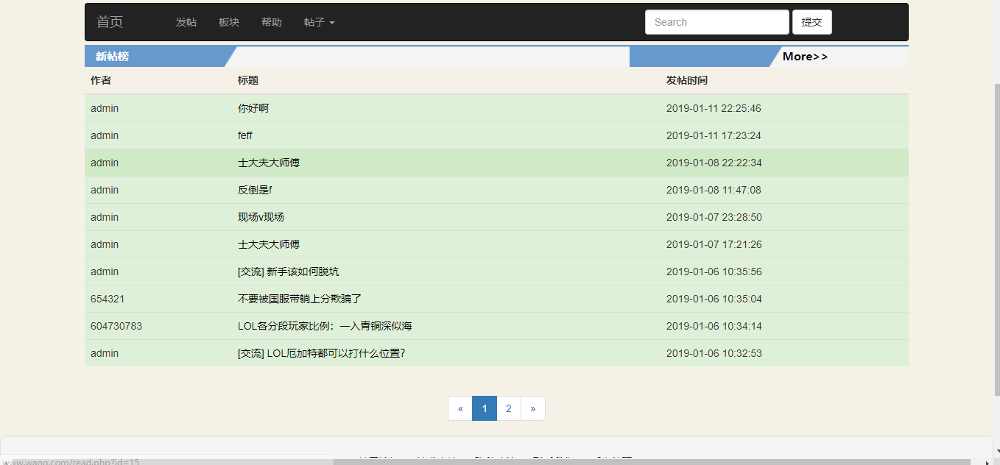 首页 发帖 板块 帮助 帖子 Search 提交
新帖榜 More>>
作者 标题 发帖时间
admin 你好啊 2019-01-11 22:25:46
admin feff 2019-01-11 17:23:24
admin 士大夫大师傅 2019-01-08 22:22:34
admin 反倒是f 2019-01-08 11:47:08
admin 现场v现场 2019-01-07 23:28:50
admin 士大夫大师傅 2019-01-07 17:21:26
admin [交流] 新手该如何脱坑 2019-01-06 10:35:56
654321 不要被国服带躺上分欺骗了 2019-01-06 10:35:04
604730783 LOL各分段玩家比例：一入青铜深似海 2019-01-06 10:34:14
admin [交流] LOL厄加特都可以打什么位置? 2019-01-06 10:32:53
« 1 2 »
www.wang.com/read.php?id=15